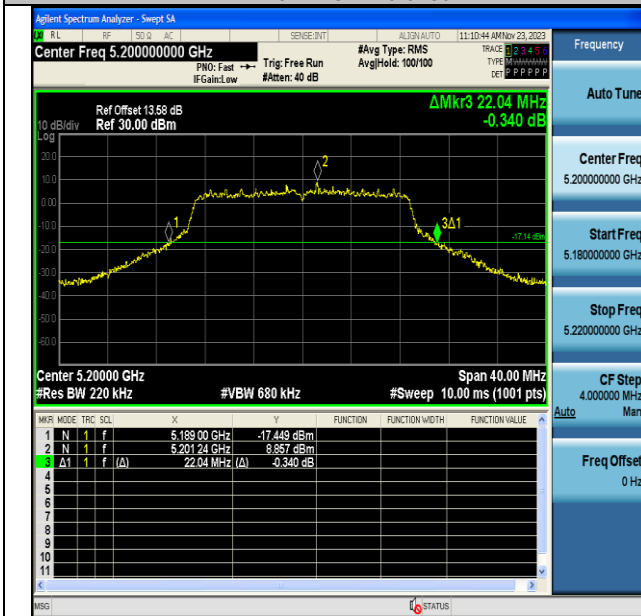 Agilent Spectrum Analyzer - Swept SA
RL RF 50 Ω AC SENSE:INT ALIGN AUTO 11:10:44 AM Nov 23, 2023
Center Freq 5.200000000 GHz #Avg Type: RMS TRACE 1 2 3 4 5 6
PNO: Fast Trig: Free Run Avg|Hold: 100/100 TYPE MWWWWW
IFGain:Low #Atten: 40 dB DET P P P P P P
ΔMkr3 22.04 MHz
-0.340 dB
Ref Offset 13.58 dB
10 dB/div Ref 30.00 dBm
Log
20.0
10.0
0.00
-10.0
-20.0
-30.0
-40.0
-50.0
-60.0
1
2
3Δ1
-17.14 dBm
Center 5.20000 GHz Span 40.00 MHz
#Res BW 220 kHz #VBW 680 kHz #Sweep 10.00 ms (1001 pts)
MKR MODE TRC SCL X Y FUNCTION FUNCTION WIDTH FUNCTION VALUE
1 N 1 f 5.189 00 GHz -17.449 dBm
2 N 1 f 5.201 24 GHz 8.857 dBm
3 Δ1 1 f (Δ) 22.04 MHz (Δ) -0.340 dB
4
5
6
7
8
9
10
11
MSG STATUS
Frequency
Auto Tune
Center Freq
5.200000000 GHz
Start Freq
5.180000000 GHz
Stop Freq
5.220000000 GHz
CF Step
4.000000 MHz
Auto Man
Freq Offset
0 Hz